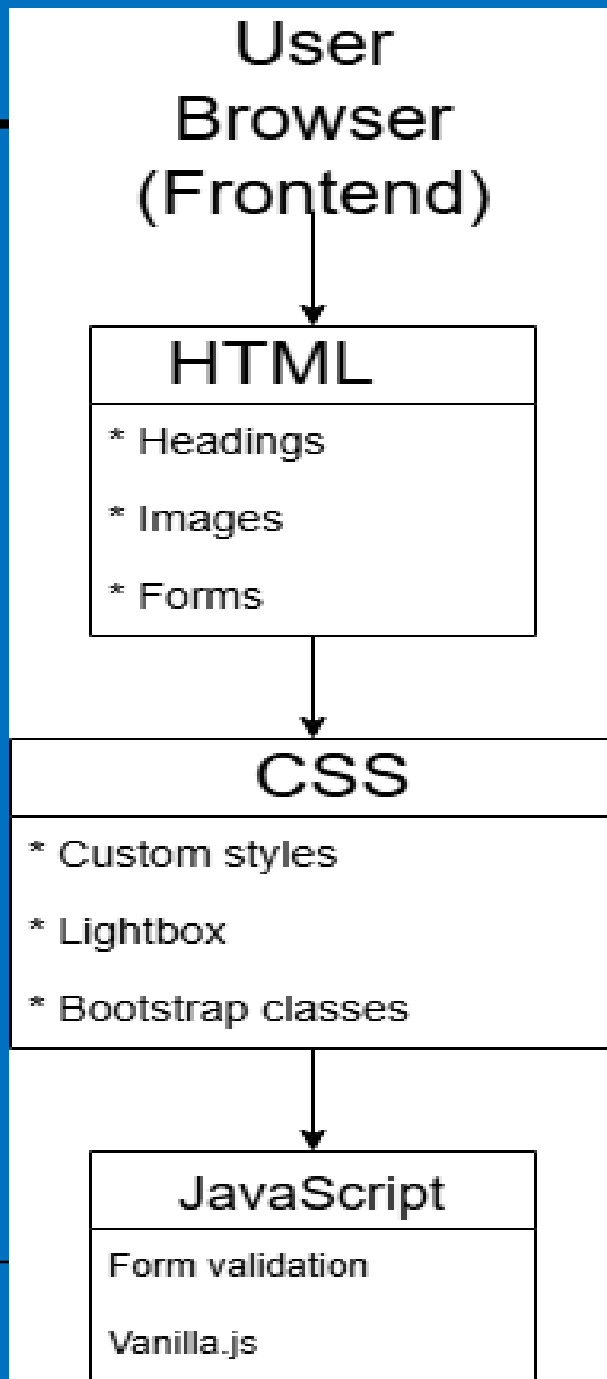 User
Browser
(Frontend)
HTML
* Headings
* Images
* Forms
CSS
* Custom styles
* Lightbox
* Bootstrap classes
JavaScript
Form validation
Vanilla.js